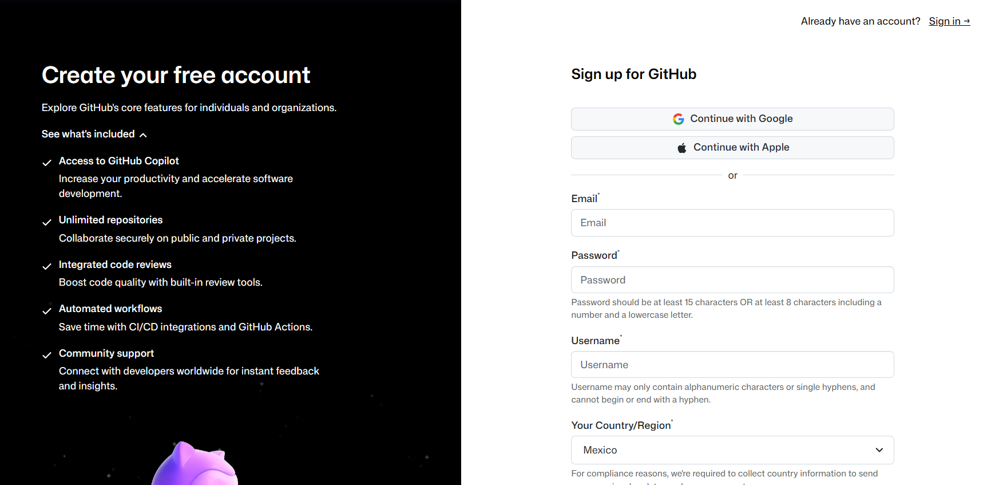 Already have an account? Sign in →
Create your free account
Explore GitHub's core features for individuals and organizations.
See what's included
Access to GitHub Copilot
Increase your productivity and accelerate software
development.
Unlimited repositories
Collaborate securely on public and private projects.
Integrated code reviews
Boost code quality with built-in review tools.
Automated workflows
Save time with CI/CD integrations and GitHub Actions.
Community support
Connect with developers worldwide for instant feedback
and insights.
Sign up for GitHub
Continue with Google
Continue with Apple
or
Email*
Email
Password*
Password
Password should be at least 15 characters OR at least 8 characters including a
number and a lowercase letter.
Username*
Username
Username may only contain alphanumeric characters or single hyphens, and
cannot begin or end with a hyphen.
Your Country/Region*
Mexico
For compliance reasons, we're required to collect country information to send